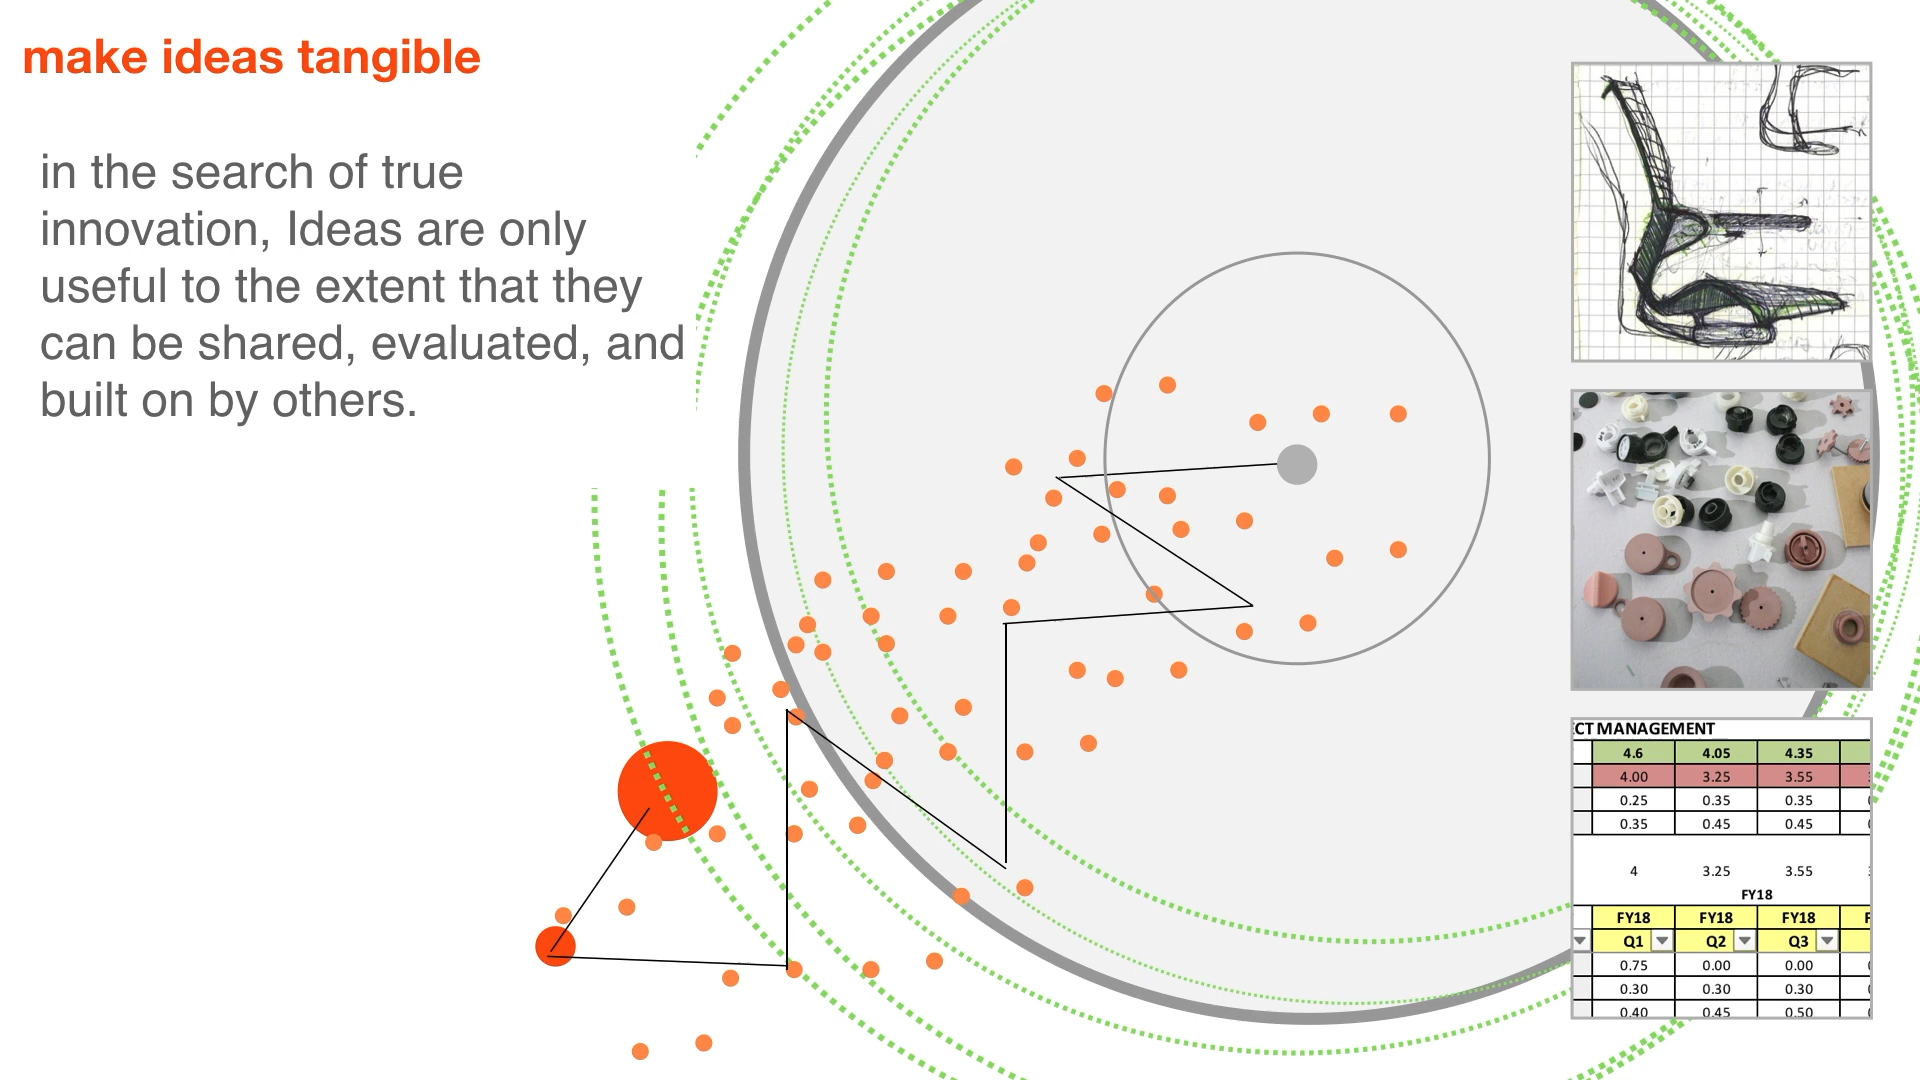 make ideas tangible
in the search of true
innovation, Ideas are only
useful to the extent that they
can be shared, evaluated, and
built on by others.
CT MANAGEMENT
4.6 4.05 4.35
4.00 3.25 3.55
0.25 0.35 0.35
0.35 0.45 0.45
4 3.25 3.55
FY18
FY18 FY18 FY18 F
Q1 Q2 Q3
0.75 0.00 0.00
0.30 0.30 0.30
0.40 0.45 0.50